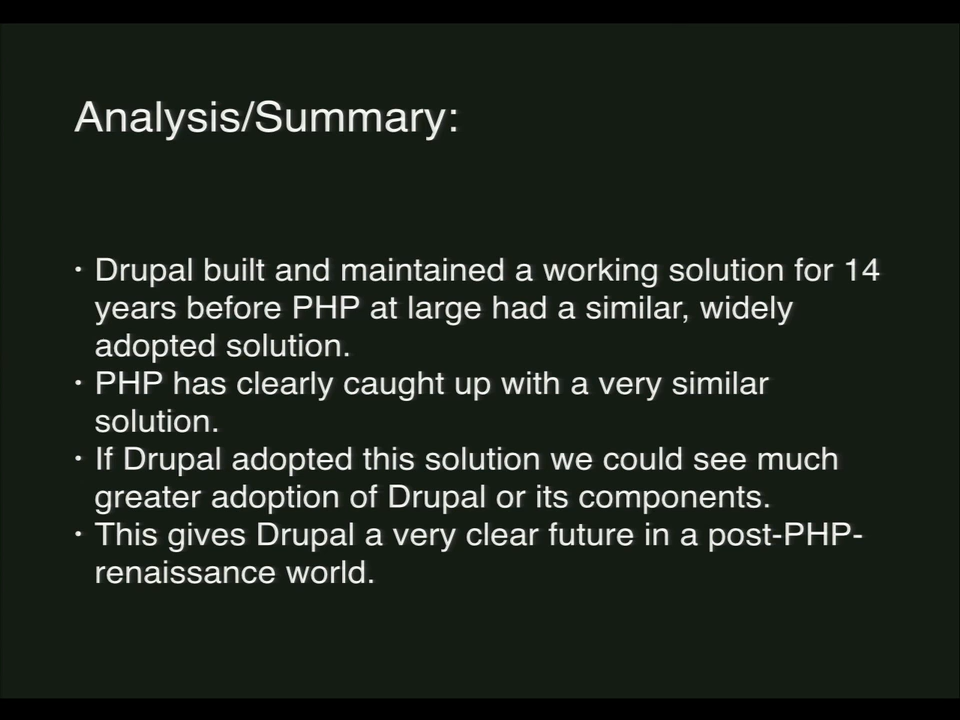 Analysis/Summary:
• Drupal built and maintained a working solution for 14
years before PHP at large had a similar, widely
adopted solution.
• PHP has clearly caught up with a very similar
solution.
• If Drupal adopted this solution we could see much
greater adoption of Drupal or its components.
• This gives Drupal a very clear future in a post-PHP-
renaissance world.